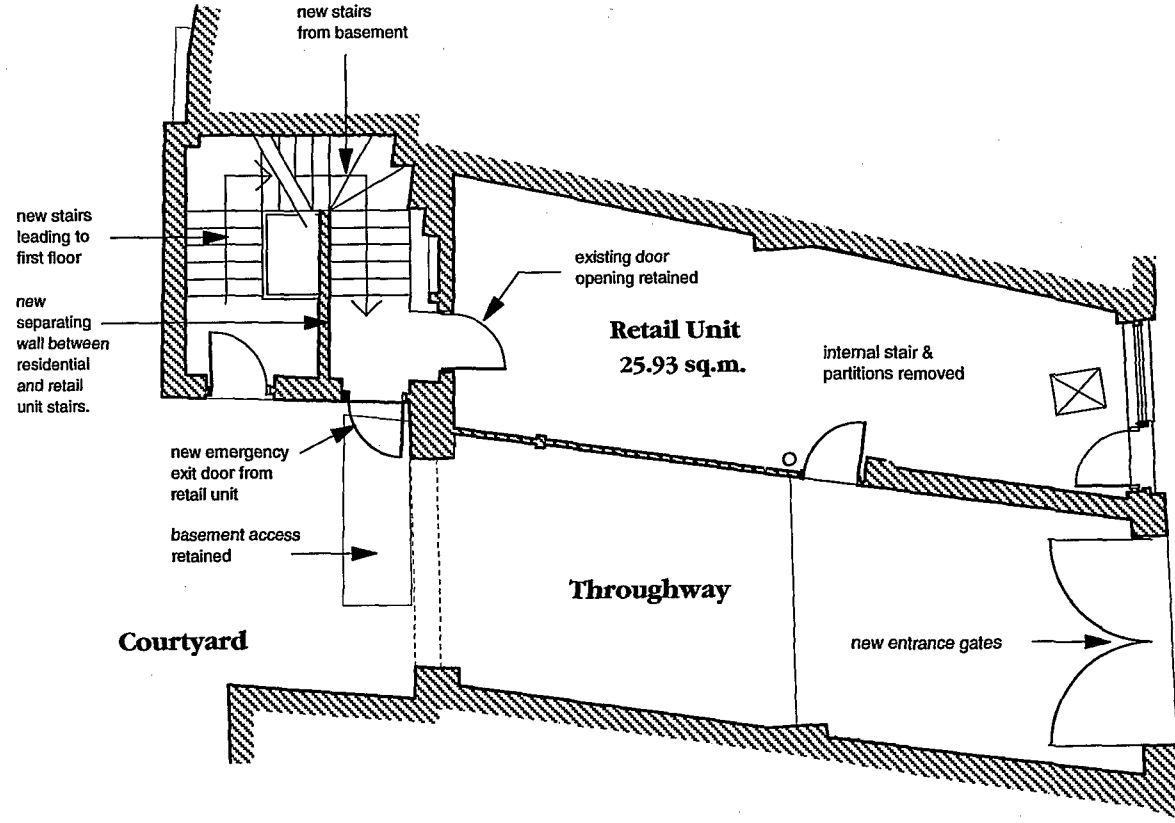 new stairs
from basement
new stairs
leading to
first floor
existing door
opening retained
new
separating
wall between
residential
and retail
unit stairs.
Retail Unit
25.93 sq.m.
internal stair &
partitions removed
new emergency
exit door from
retail unit
basement access
retained
Throughway
Courtyard
new entrance gates